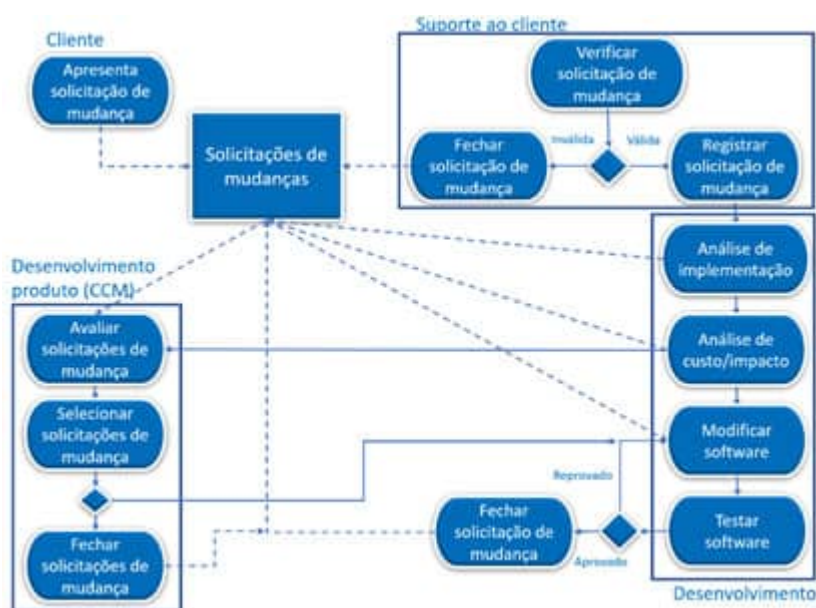 Cliente
Apresenta
solicitação de
mudança
Solicitações de
mudanças
Suporte ao cliente
Verificar
solicitação de
mudança
Inválida
Válida
Fechar
solicitação de
mudança
Registrar
solicitação de
mudança
Análise de
implementação
Análise de
custo/impacto
Modificar
software
Testar
software
Desenvolvimento
Reprovado
Aprovado
Fechar
solicitação de
mudança
Desenvolvimento
produto (CCM)
Avaliar
solicitações de
mudança
Selecionar
solicitações de
mudança
Fechar
solicitações de
mudança